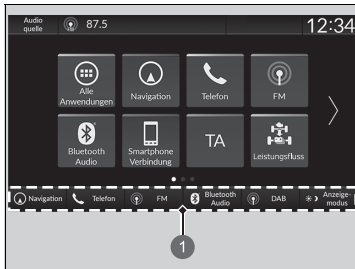 Audio
quelle
87.5
12:34
Alle
Anwendungen
Navigation
Telefon
FM
Bluetooth
Audio
Smartphone
Verbindung
TA
Leistungsfluss
Navigation
Telefon
FM
Bluetooth
Audio
DAB
Anzeige-
modus
1